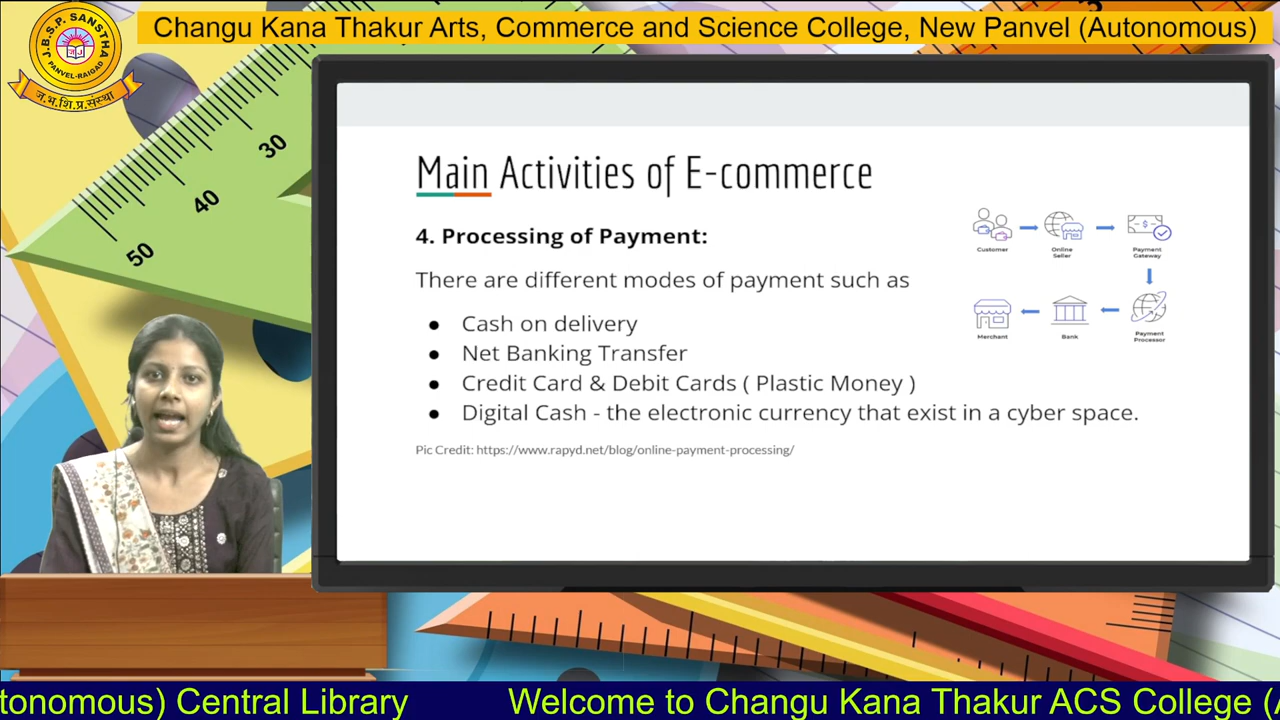 Changu Kana Thakur Arts, Commerce and Science College, New Panvel (Autonomous)
J.B.S.P. SANSTHA
PANVEL-RAIGAD
ज.भ.शि.प्र.संस्था
30
40
50
Main Activities of E-commerce
4. Processing of Payment:
There are different modes of payment such as
● Cash on delivery
● Net Banking Transfer
● Credit Card & Debit Cards ( Plastic Money )
● Digital Cash - the electronic currency that exist in a cyber space.
Pic Credit: https://www.rapyd.net/blog/online-payment-processing/
Customer
Online
Seller
Payment
Gateway
Merchant
Bank
Payment
Processor
tonomous) Central Library
Welcome to Changu Kana Thakur ACS College (A